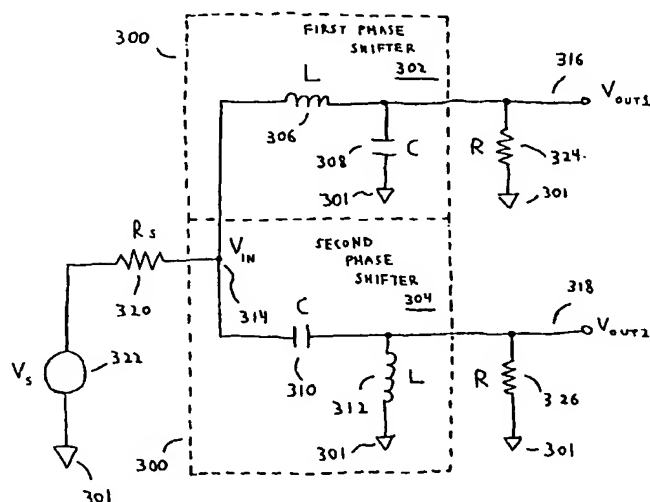 FIRST PHASE
SHIFTER
300
302
316
L
VOUT1
306
308
C
R
324
301
301
RS
VIN
SECOND
PHASE
SHIFTER
320
314
304
318
C
VOUT2
322
310
VS
312
L
R
326
301
301
300
301